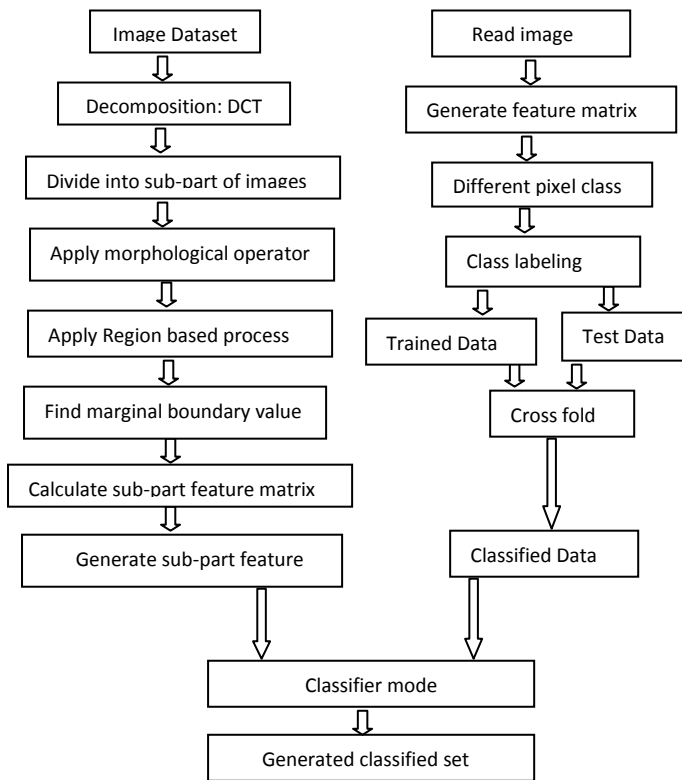 Image Dataset
Decomposition: DCT
Divide into sub-part of images
Apply morphological operator
Apply Region based process
Find marginal boundary value
Calculate sub-part feature matrix
Generate sub-part feature
Read image
Generate feature matrix
Different pixel class
Class labeling
Trained Data
Test Data
Cross fold
Classified Data
Classifier mode
Generated classified set